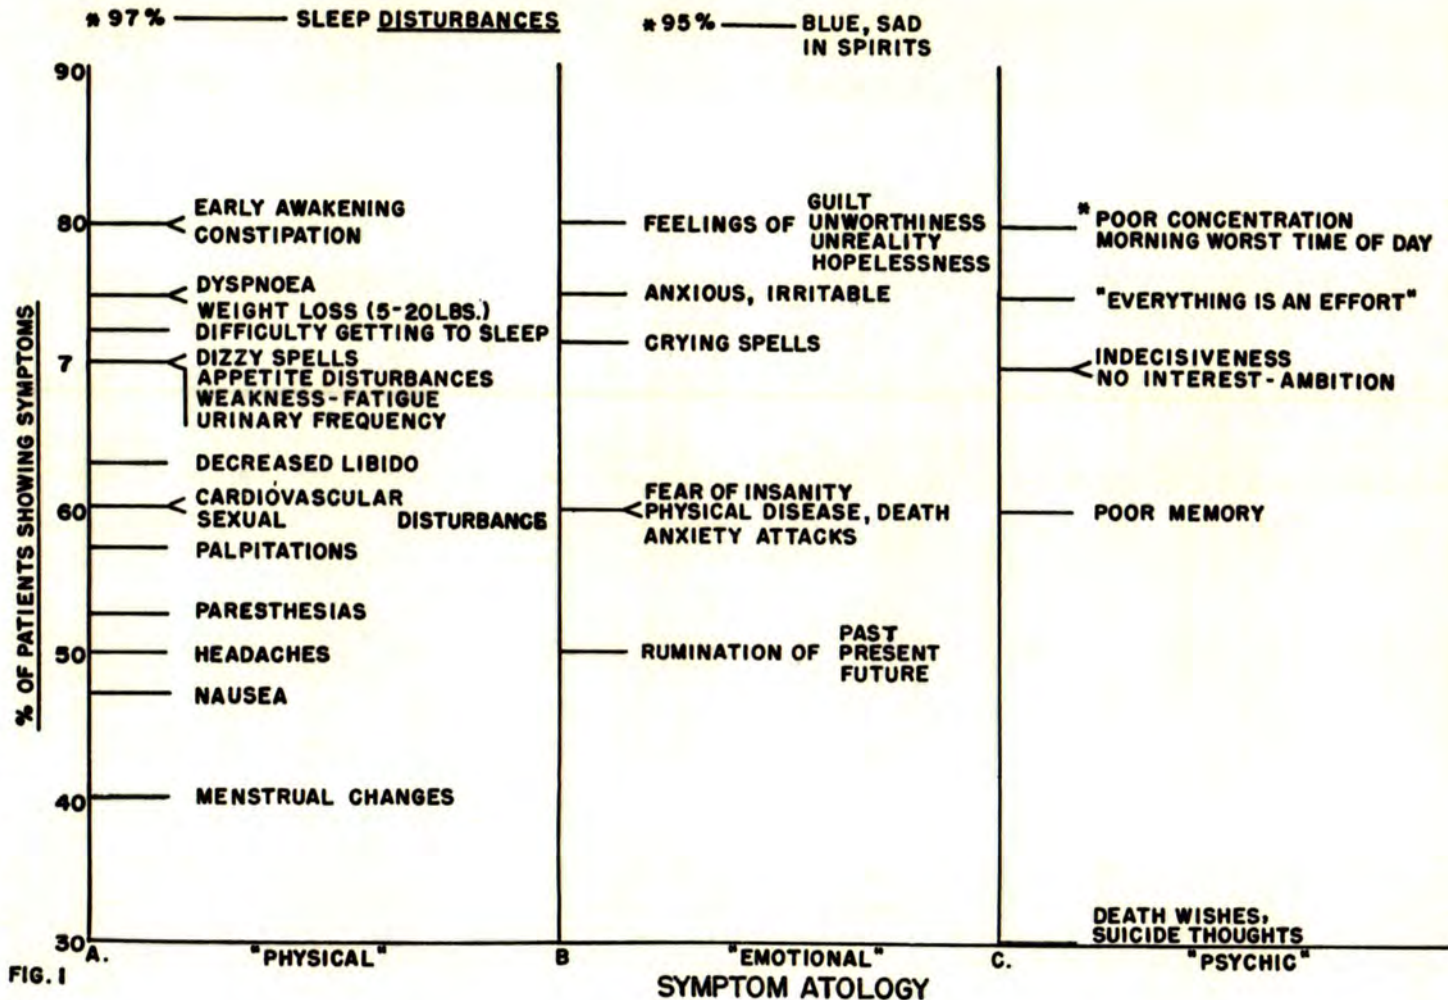 * 97% SLEEP DISTURBANCES
* 95% BLUE, SAD
IN SPIRITS
% OF PATIENTS SHOWING SYMPTOMS
90
80
7
60
50
40
30
EARLY AWAKENING
CONSTIPATION
DYSPNOEA
WEIGHT LOSS (5-20LBS.)
DIFFICULTY GETTING TO SLEEP
DIZZY SPELLS
APPETITE DISTURBANCES
WEAKNESS-FATIGUE
URINARY FREQUENCY
DECREASED LIBIDO
CARDIOVASCULAR
SEXUAL DISTURBANCE
PALPITATIONS
PARESTHESIAS
HEADACHES
NAUSEA
MENSTRUAL CHANGES
A. "PHYSICAL"
FEELINGS OF GUILT
UNWORTHINESS
UNREALITY
HOPELESSNESS
ANXIOUS, IRRITABLE
CRYING SPELLS
FEAR OF INSANITY
PHYSICAL DISEASE, DEATH
ANXIETY ATTACKS
RUMINATION OF PAST
PRESENT
FUTURE
B "EMOTIONAL"
* POOR CONCENTRATION
MORNING WORST TIME OF DAY
"EVERYTHING IS AN EFFORT"
INDECISIVENESS
NO INTEREST-AMBITION
POOR MEMORY
DEATH WISHES,
SUICIDE THOUGHTS
C. "PSYCHIC"
FIG. 1
SYMPTOM ATOLOGY